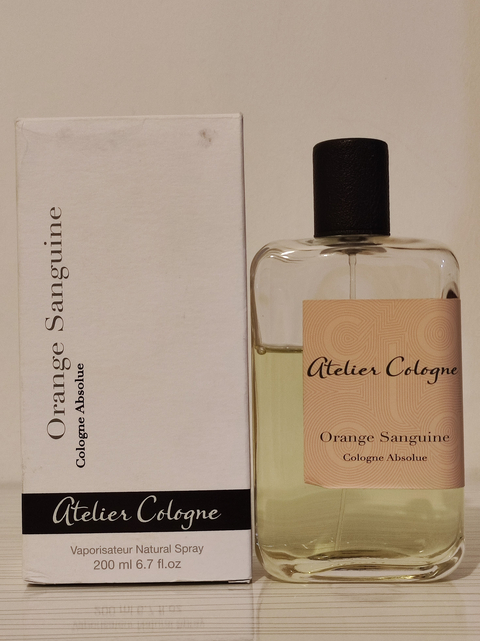 Orange Sanguine
Cologne Absolue
Atelier Cologne
Vaporisateur Natural Spray
200 ml 6.7 fl.oz
Atelier Cologne
Orange Sanguine
Cologne Absolue